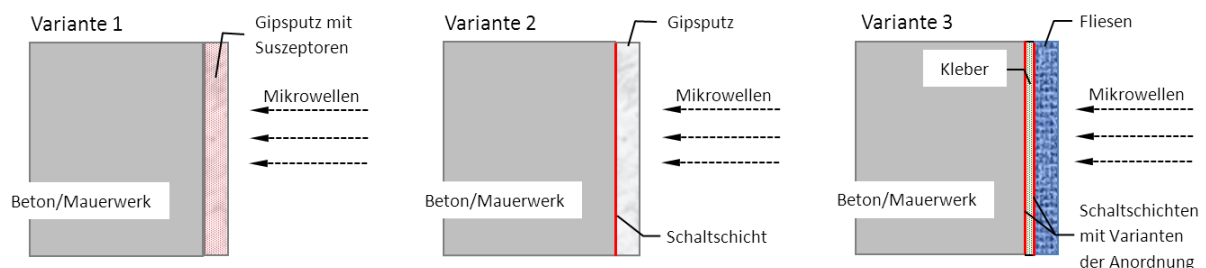 Variante 1
Gipsputz mit
Suszeptoren
Mikrowellen
Beton/Mauerwerk
Variante 2
Gipsputz
Mikrowellen
Beton/Mauerwerk
Schaltschicht
Variante 3
Fliesen
Kleber
Mikrowellen
Beton/Mauerwerk
Schaltschichten
mit Varianten
der Anordnung